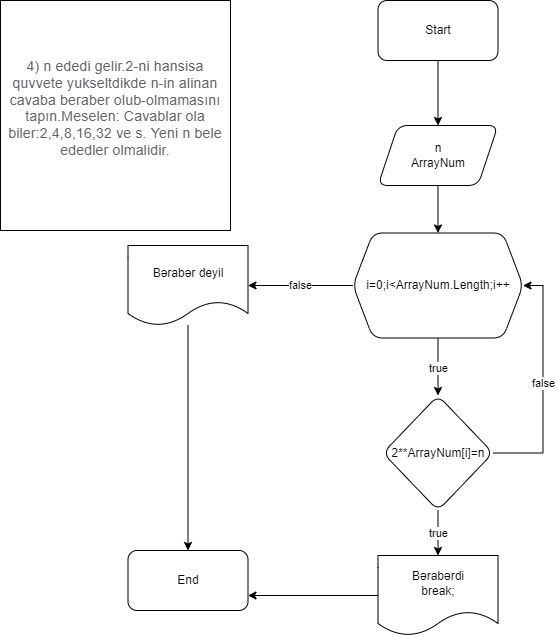 4) n ededi gelir.2-ni hansisa
quvvete yukseltdikde n-in alinan
cavaba beraber olub-olmamasını
tapın.Meselen: Cavablar ola
biler:2,4,8,16,32 ve s. Yeni n bele
ededler olmalidir.
Start
n
ArrayNum
i=0;i<ArrayNum.Length;i++
false
Bərabər deyil
true
false
2**ArrayNum[i]=n
true
Bərabərdi
break;
End